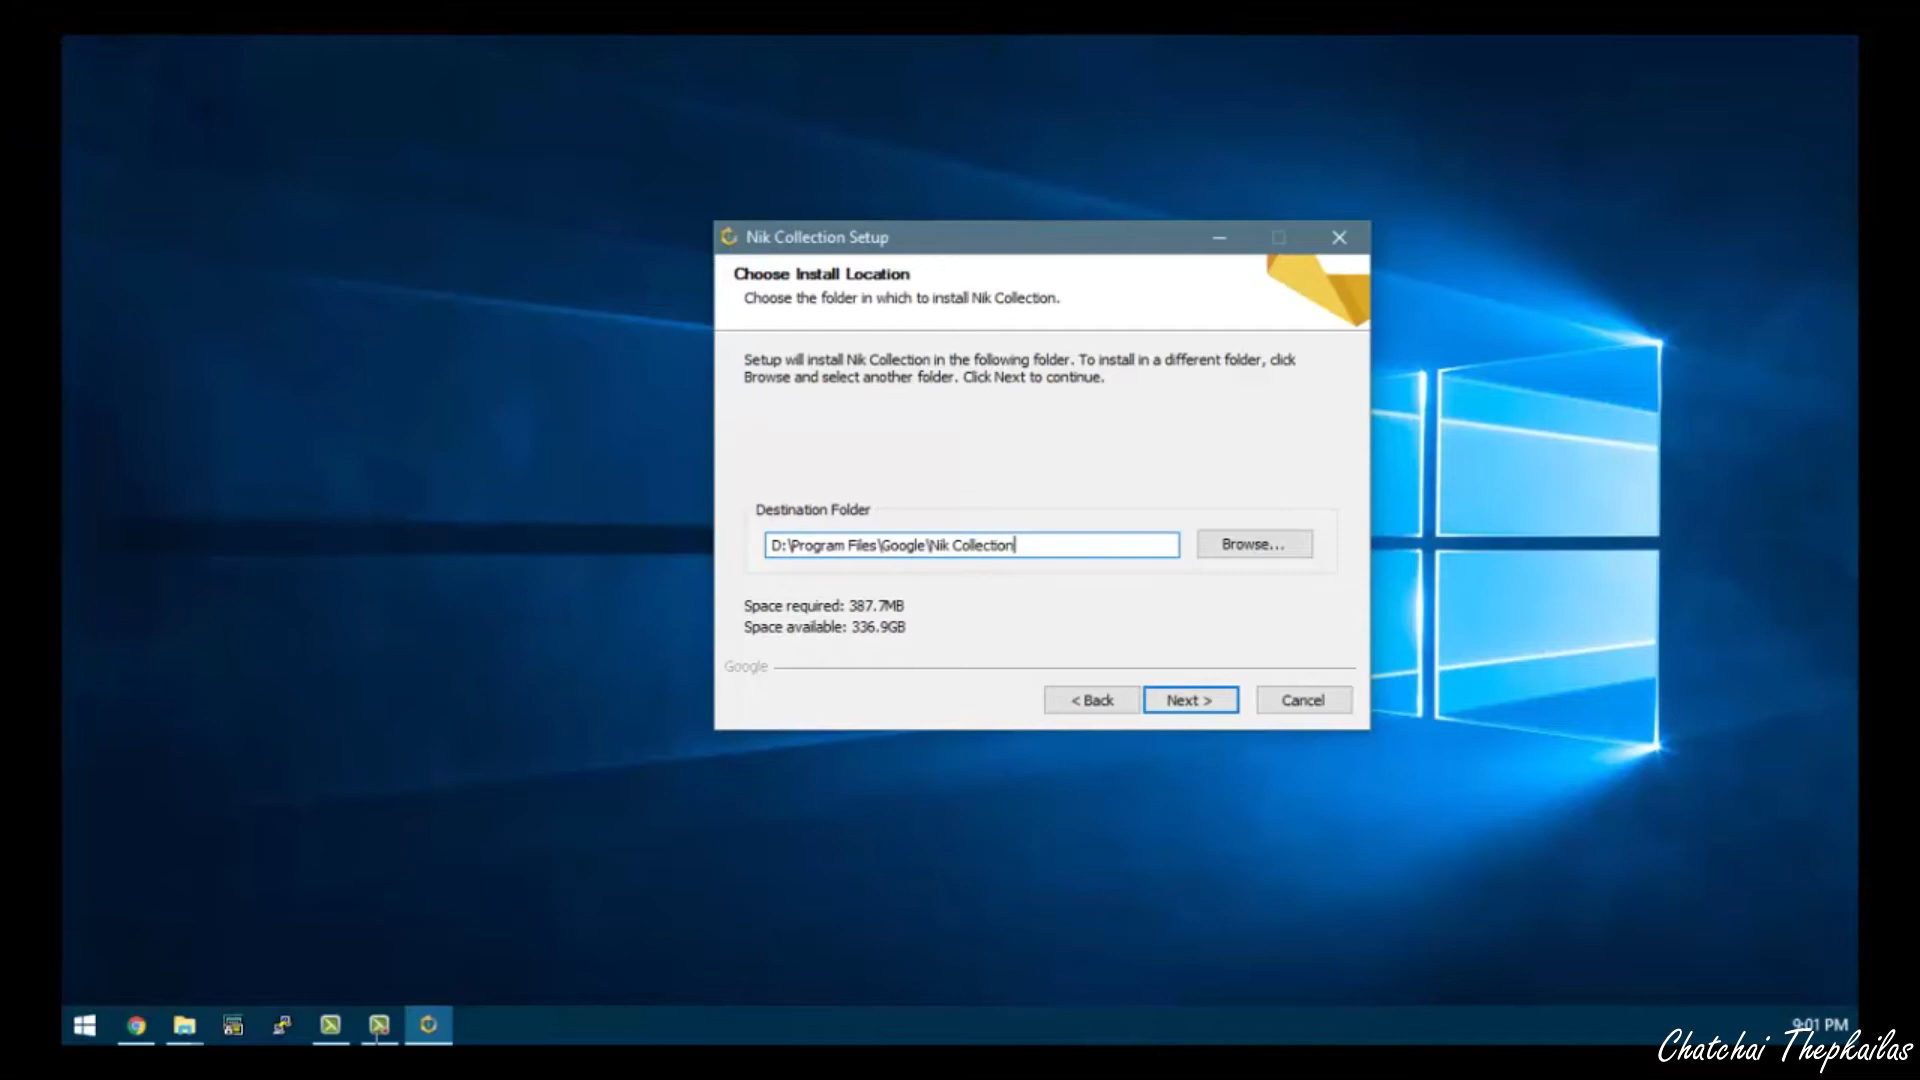 Nik Collection Setup
Choose Install Location
Choose the folder in which to install Nik Collection.
Setup will install Nik Collection in the following folder. To install in a different folder, click
Browse and select another folder. Click Next to continue.
Destination Folder
D:\Program Files\Google\Nik Collection
Browse...
Space required: 387.7MB
Space available: 336.9GB
Google
< Back
Next >
Cancel
9:01 PM
Chatchai Thepkailas